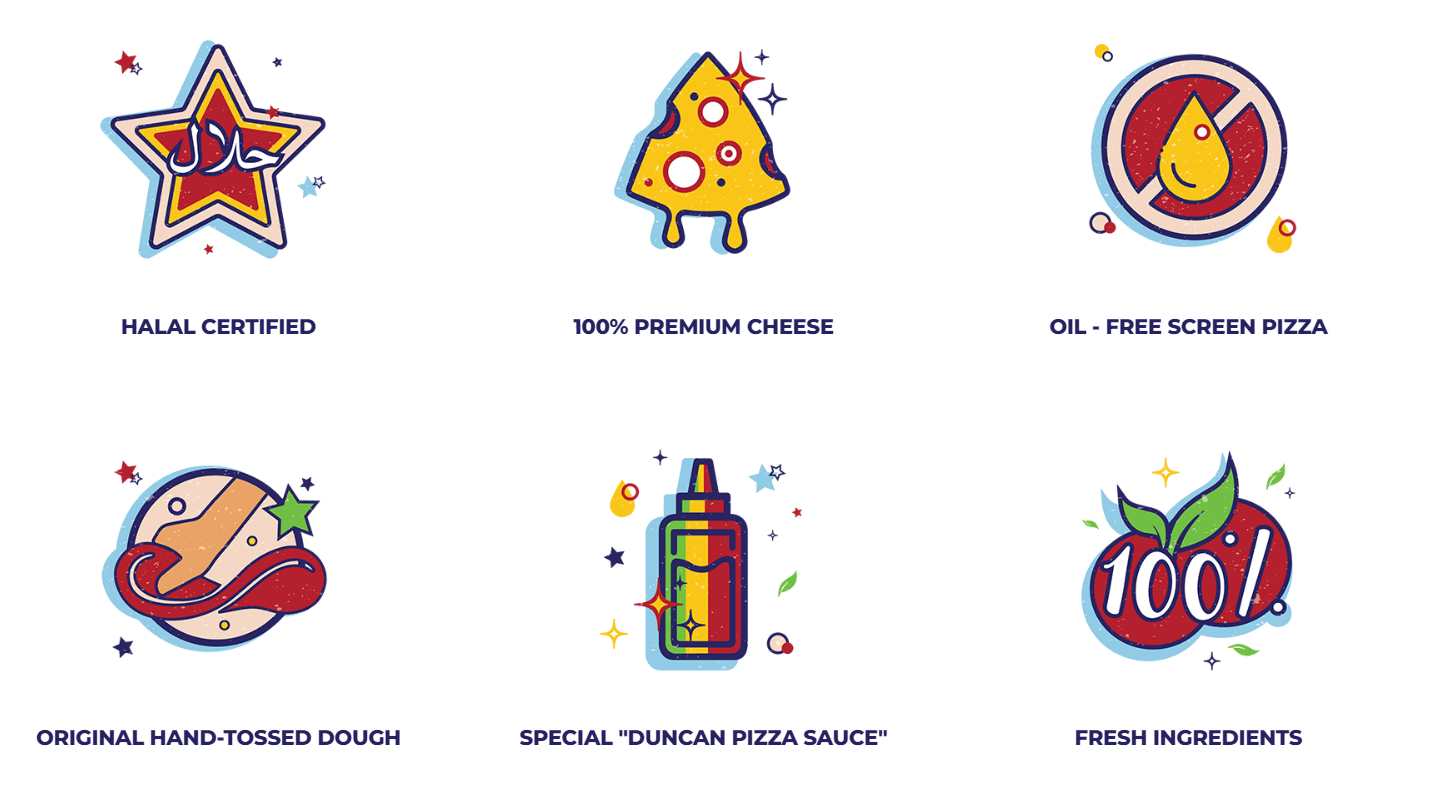 حلال
HALAL CERTIFIED
100% PREMIUM CHEESE
OIL - FREE SCREEN PIZZA
ORIGINAL HAND-TOSSED DOUGH
SPECIAL "DUNCAN PIZZA SAUCE"
100%
FRESH INGREDIENTS